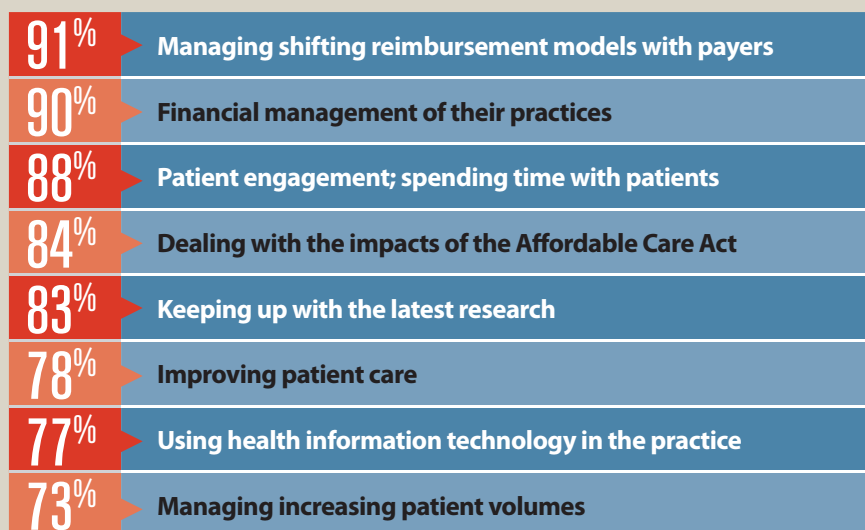 91% Managing shifting reimbursement models with payers
90% Financial management of their practices
88% Patient engagement; spending time with patients
84% Dealing with the impacts of the Affordable Care Act
83% Keeping up with the latest research
78% Improving patient care
77% Using health information technology in the practice
73% Managing increasing patient volumes